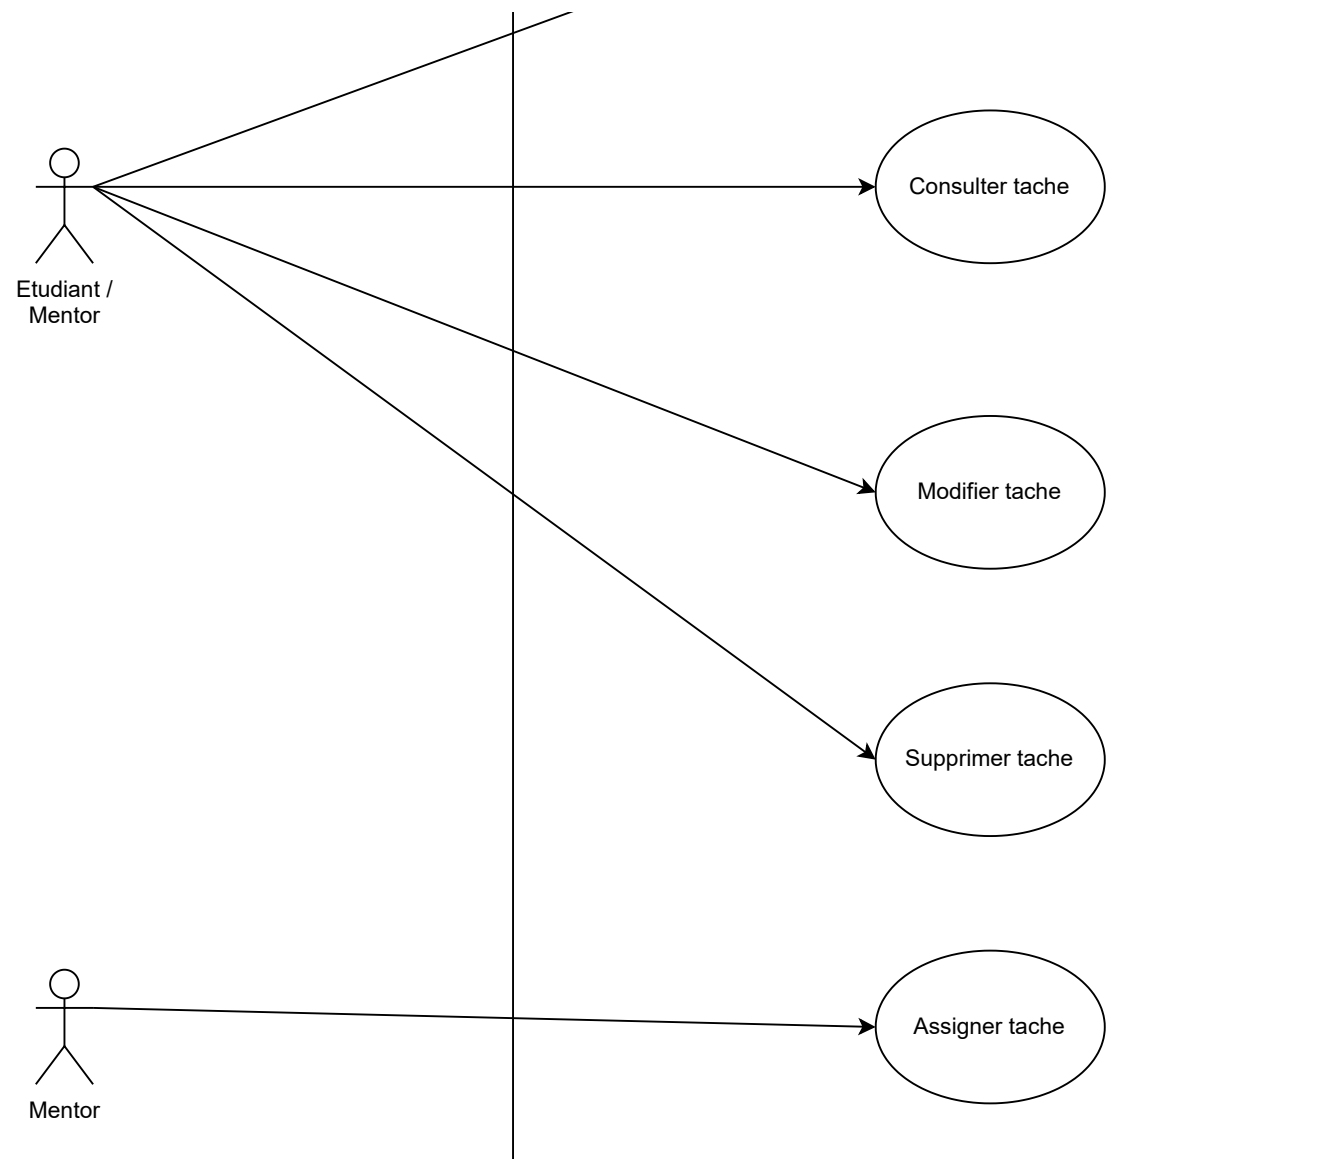 Consulter tache
Etudiant /
Mentor
Modifier tache
Supprimer tache
Assigner tache
Mentor